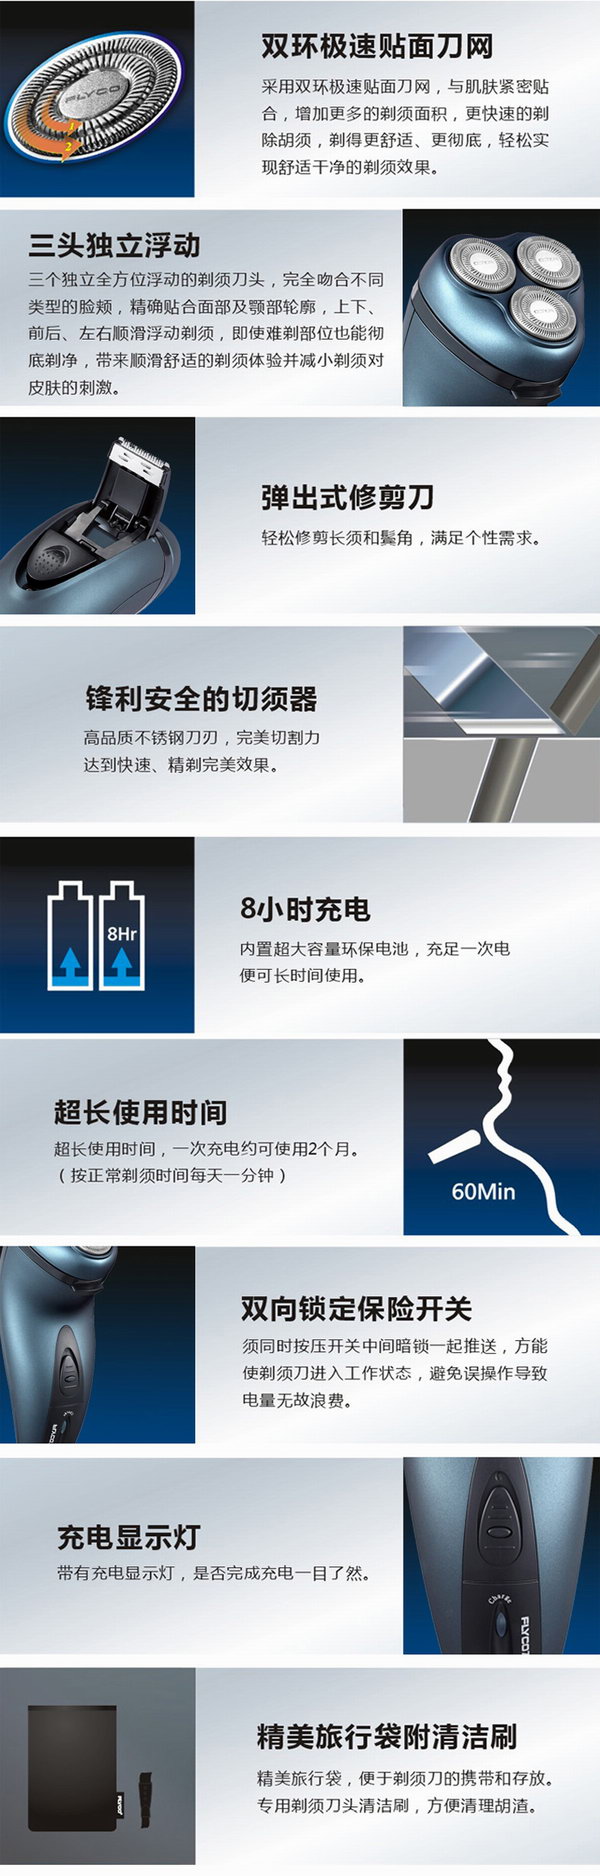 FLYCO
1
2
双环极速贴面刀网
采用双环极速贴面刀网，与肌肤紧密贴
合，增加更多的剃须面积，更快速的剃
除胡须，剃得更舒适、更彻底，轻松实
现舒适干净的剃须效果。
三头独立浮动
三个独立全方位浮动的剃须刀头，完全吻合不同
类型的脸颊，精确贴合面部及颚部轮廓，上下、
前后、左右顺滑浮动剃须，即使难剃部位也能彻
底剃净，带来顺滑舒适的剃须体验并减小剃须对
皮肤的刺激。
弹出式修剪刀
轻松修剪长须和鬓角，满足个性需求。
锋利安全的切须器
高品质不锈钢刀刃，完美切割力
达到快速、精剃完美效果。
8Hr
8小时充电
内置超大容量环保电池，充足一次电
便可长时间使用。
超长使用时间
超长使用时间，一次充电约可使用2个月。
（按正常剃须时间每天一分钟）
60Min
双向锁定保险开关
须同时按压开关中间暗锁一起推送，方能
使剃须刀进入工作状态，避免误操作导致
电量无故浪费。
充电显示灯
带有充电显示灯，是否完成充电一目了然。
Charge
FLYCO
精美旅行袋附清洁刷
精美旅行袋，便于剃须刀的携带和存放。
专用剃须刀头清洁刷，方便清理胡渣。
FLYCO